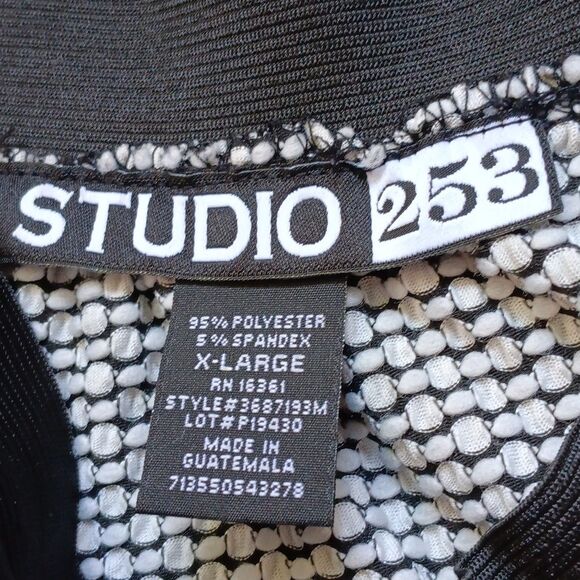 STUDIO 253
95% POLYESTER
5% SPANDEX
X-LARGE
RN 16361
STYLE#3687193M
LOT#P19430
MADE IN
GUATEMALA
713550543278